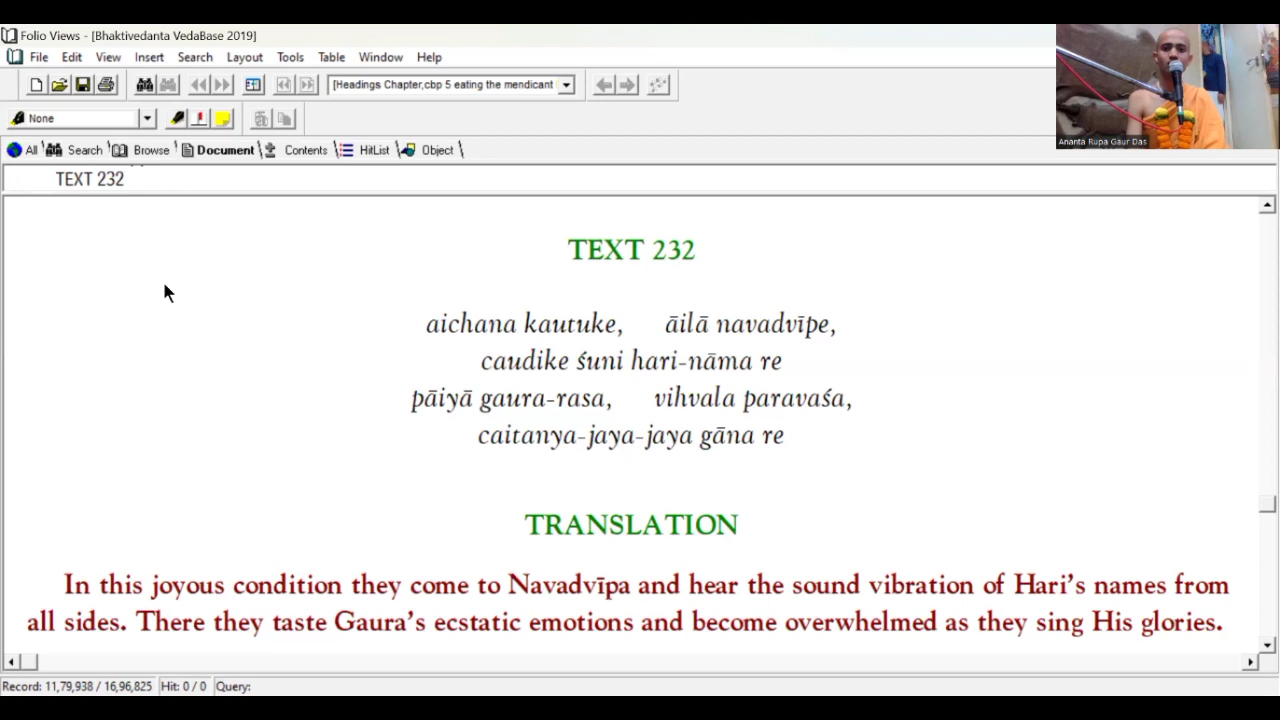 Folio Views - [Bhaktivedanta VedaBase 2019]
File Edit View Insert Search Layout Tools Table Window Help
[Headings Chapter,cbp 5 eating the mendicant
None
All Search Browse Document Contents HitList Object
TEXT 232
Ananta Rupa Gaur Das
TEXT 232
aichana kautuke, āilā navadvīpe,
caudike śuni hari-nāma re
pāiyā gaura-rasa, vihvala paravaśa,
caitanya-jaya-jaya gāna re
TRANSLATION
In this joyous condition they come to Navadvīpa and hear the sound vibration of Hari's names from
all sides. There they taste Gaura's ecstatic emotions and become overwhelmed as they sing His glories.
Record: 11,79,938 / 16,96,825 Hit: 0 / 0 Query: